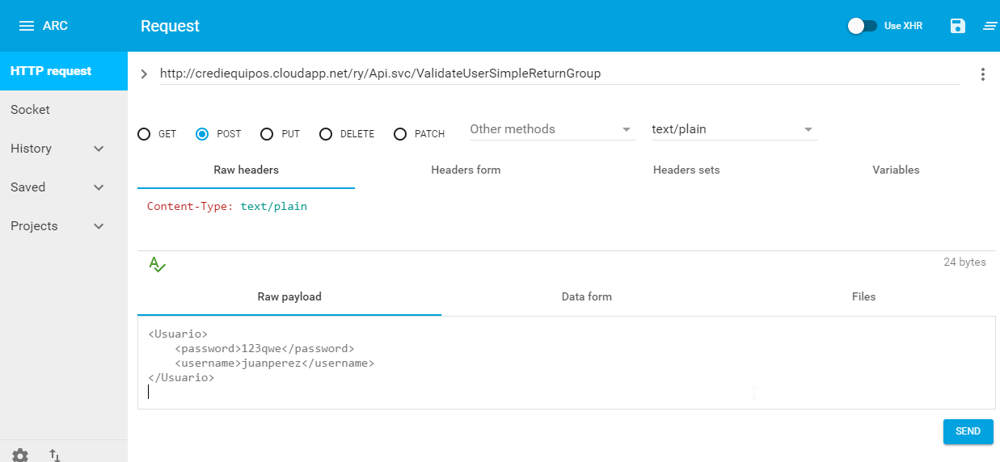 ARC Request Use XHR
HTTP request
http://crediequipos.cloudapp.net/ry/Api.svc/ValidateUserSimpleReturnGroup
Socket
History
Saved
Projects
GET POST PUT DELETE PATCH Other methods text/plain
Raw headers Headers form Headers sets Variables
Content-Type: text/plain
24 bytes
Raw payload Data form Files
<Usuario>
<password>123qwe</password>
<username>juanperez</username>
</Usuario>
SEND